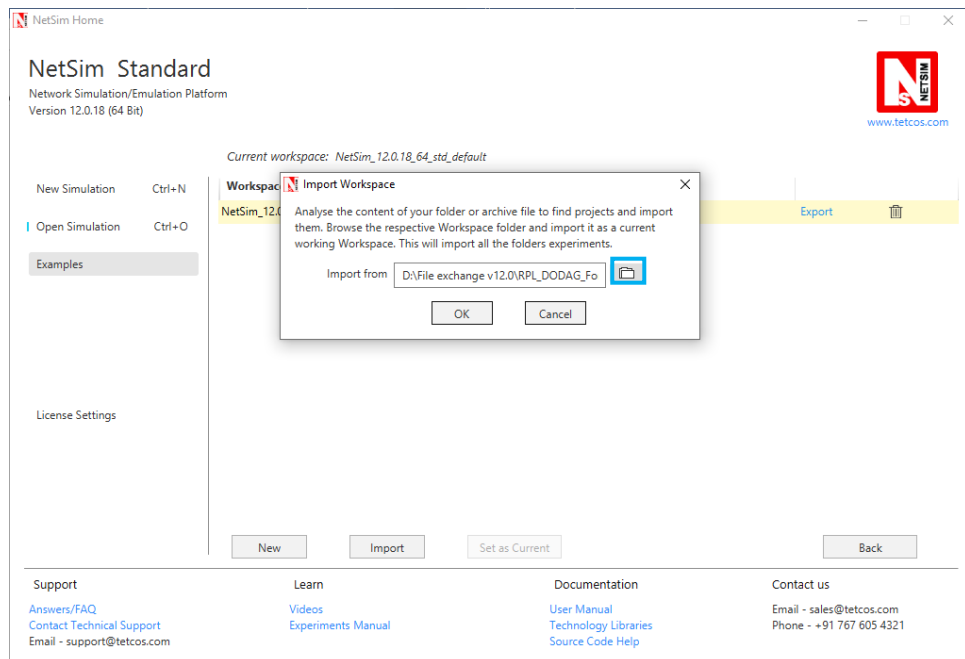 NetSim Home
NetSim Standard
Network Simulation/Emulation Platform
Version 12.0.18 (64 Bit)
NETSIM
www.tetcos.com
Current workspace: NetSim_12.0.18_64_std_default
New Simulation Ctrl+N
Open Simulation Ctrl+O
Examples
License Settings
Workspac
NetSim_12.0
Export
Import Workspace
Analyse the content of your folder or archive file to find projects and import
them. Browse the respective Workspace folder and import it as a current
working Workspace. This will import all the folders experiments.
Import from D:\File exchange v12.0\RPL_DODAG_Fo
OK Cancel
New Import Set as Current Back
Support Learn Documentation Contact us
Answers/FAQ Videos User Manual Email - sales@tetcos.com
Contact Technical Support Experiments Manual Technology Libraries Phone - +91 767 605 4321
Email - support@tetcos.com Source Code Help